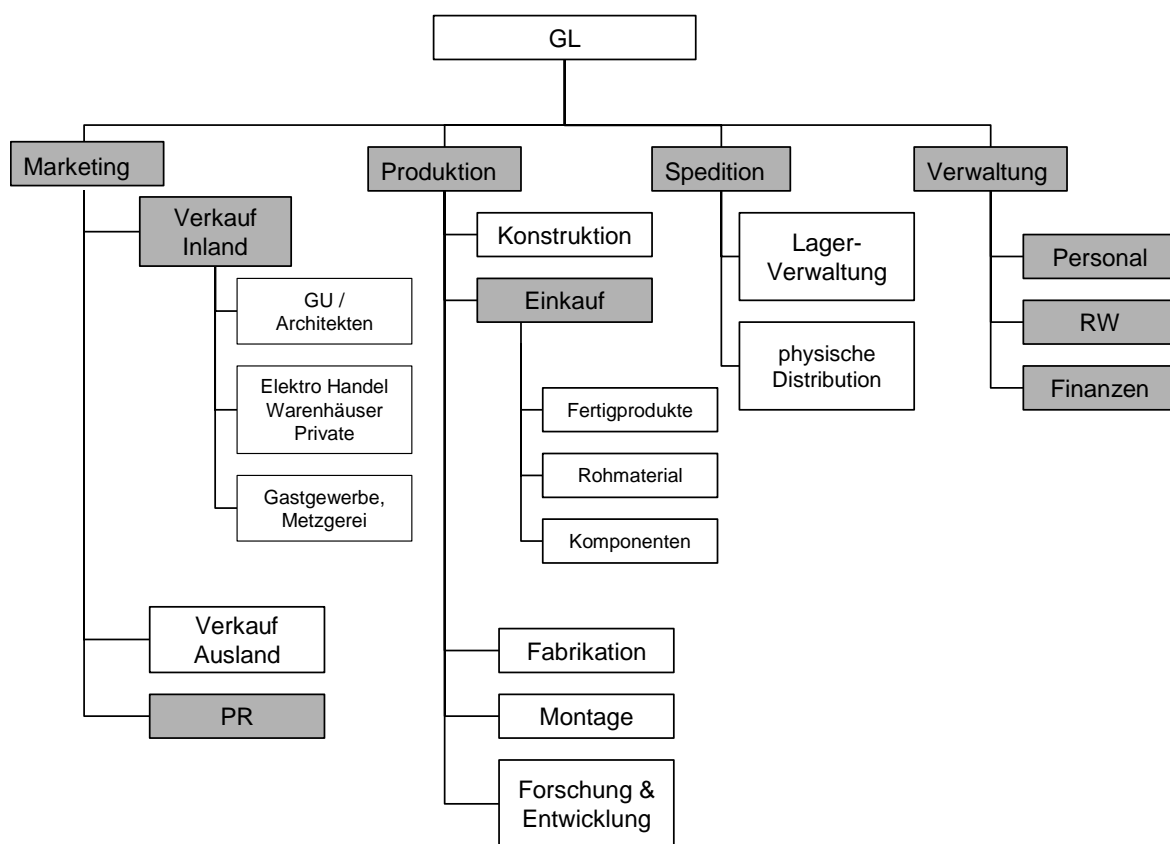 GL
Marketing
Produktion
Spedition
Verwaltung
Verkauf
Inland
GU /
Architekten
Elektro Handel
Warenhäuser
Private
Gastgewerbe,
Metzgerei
Verkauf
Ausland
PR
Konstruktion
Einkauf
Fertigprodukte
Rohmaterial
Komponenten
Fabrikation
Montage
Forschung &
Entwicklung
Lager-
Verwaltung
physische
Distribution
Personal
RW
Finanzen